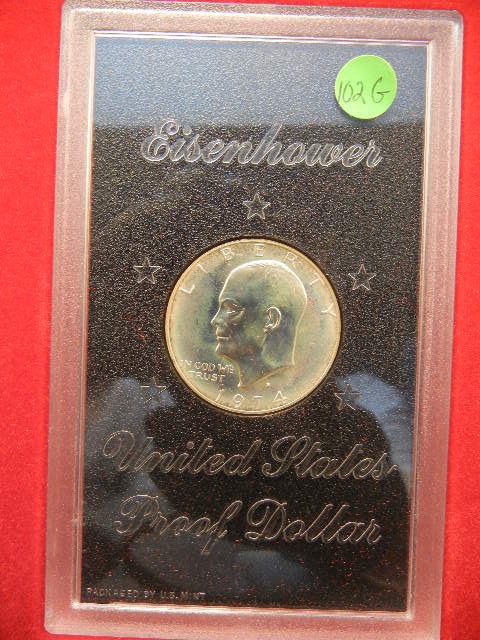 102 G
Eisenhower
LIBERTY
IN GOD WE
TRUST
1974
United States
Proof Dollar
PACKAGED BY U.S. MINT